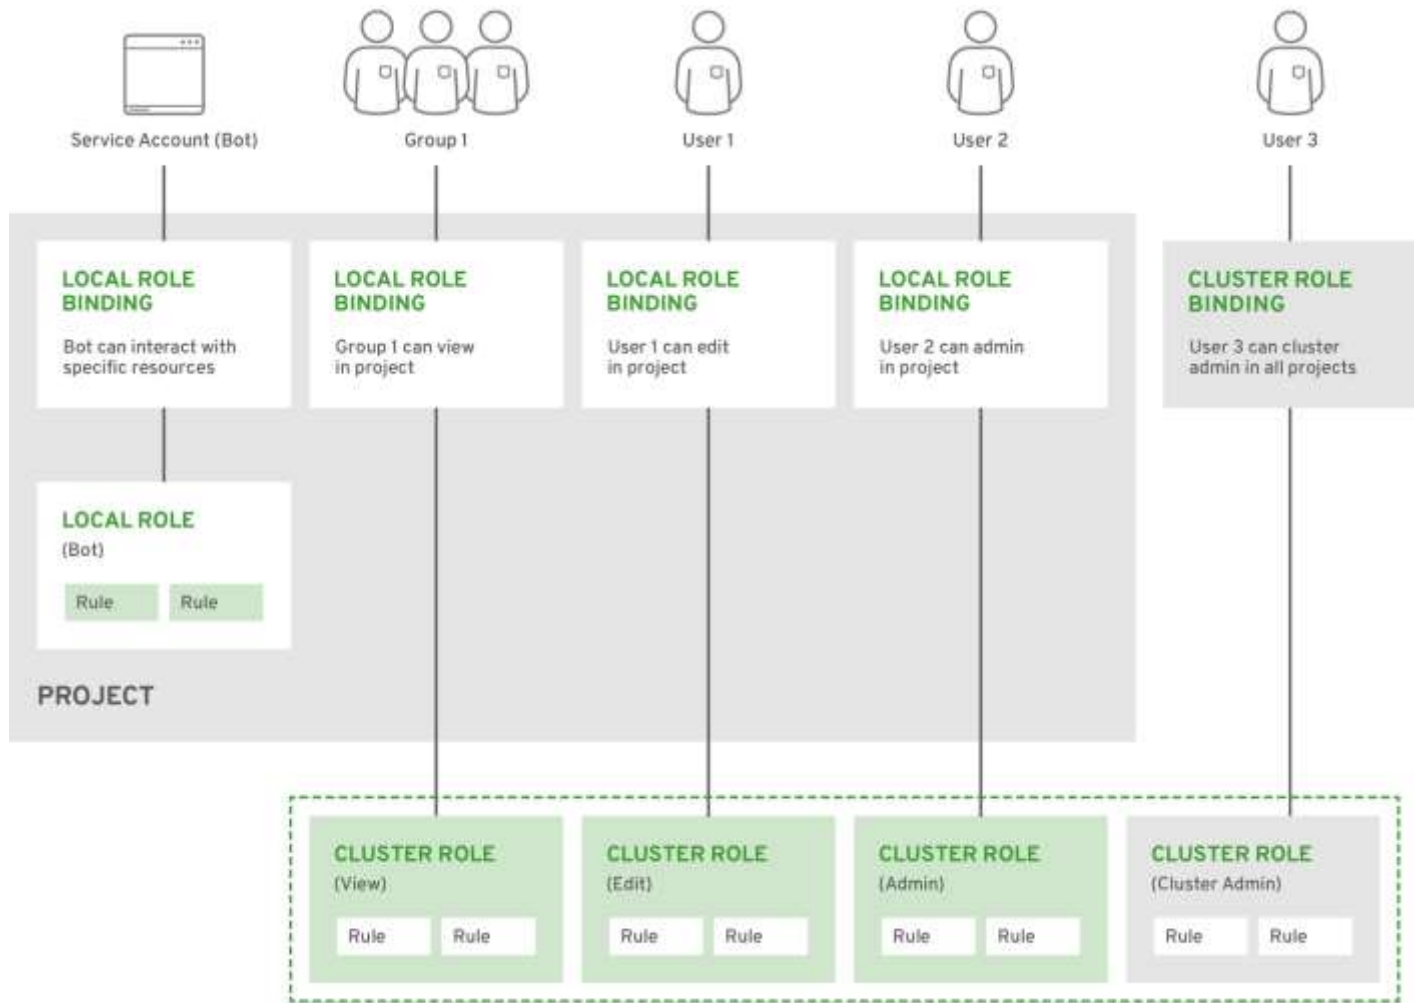 Service Account (Bot)
Group 1
User 1
User 2
User 3
LOCAL ROLE
BINDING
Bot can interact with
specific resources
LOCAL ROLE
BINDING
Group 1 can view
in project
LOCAL ROLE
BINDING
User 1 can edit
in project
LOCAL ROLE
BINDING
User 2 can admin
in project
CLUSTER ROLE
BINDING
User 3 can cluster
admin in all projects
LOCAL ROLE
(Bot)
Rule
Rule
PROJECT
CLUSTER ROLE
(View)
Rule
Rule
CLUSTER ROLE
(Edit)
Rule
Rule
CLUSTER ROLE
(Admin)
Rule
Rule
CLUSTER ROLE
(Cluster Admin)
Rule
Rule